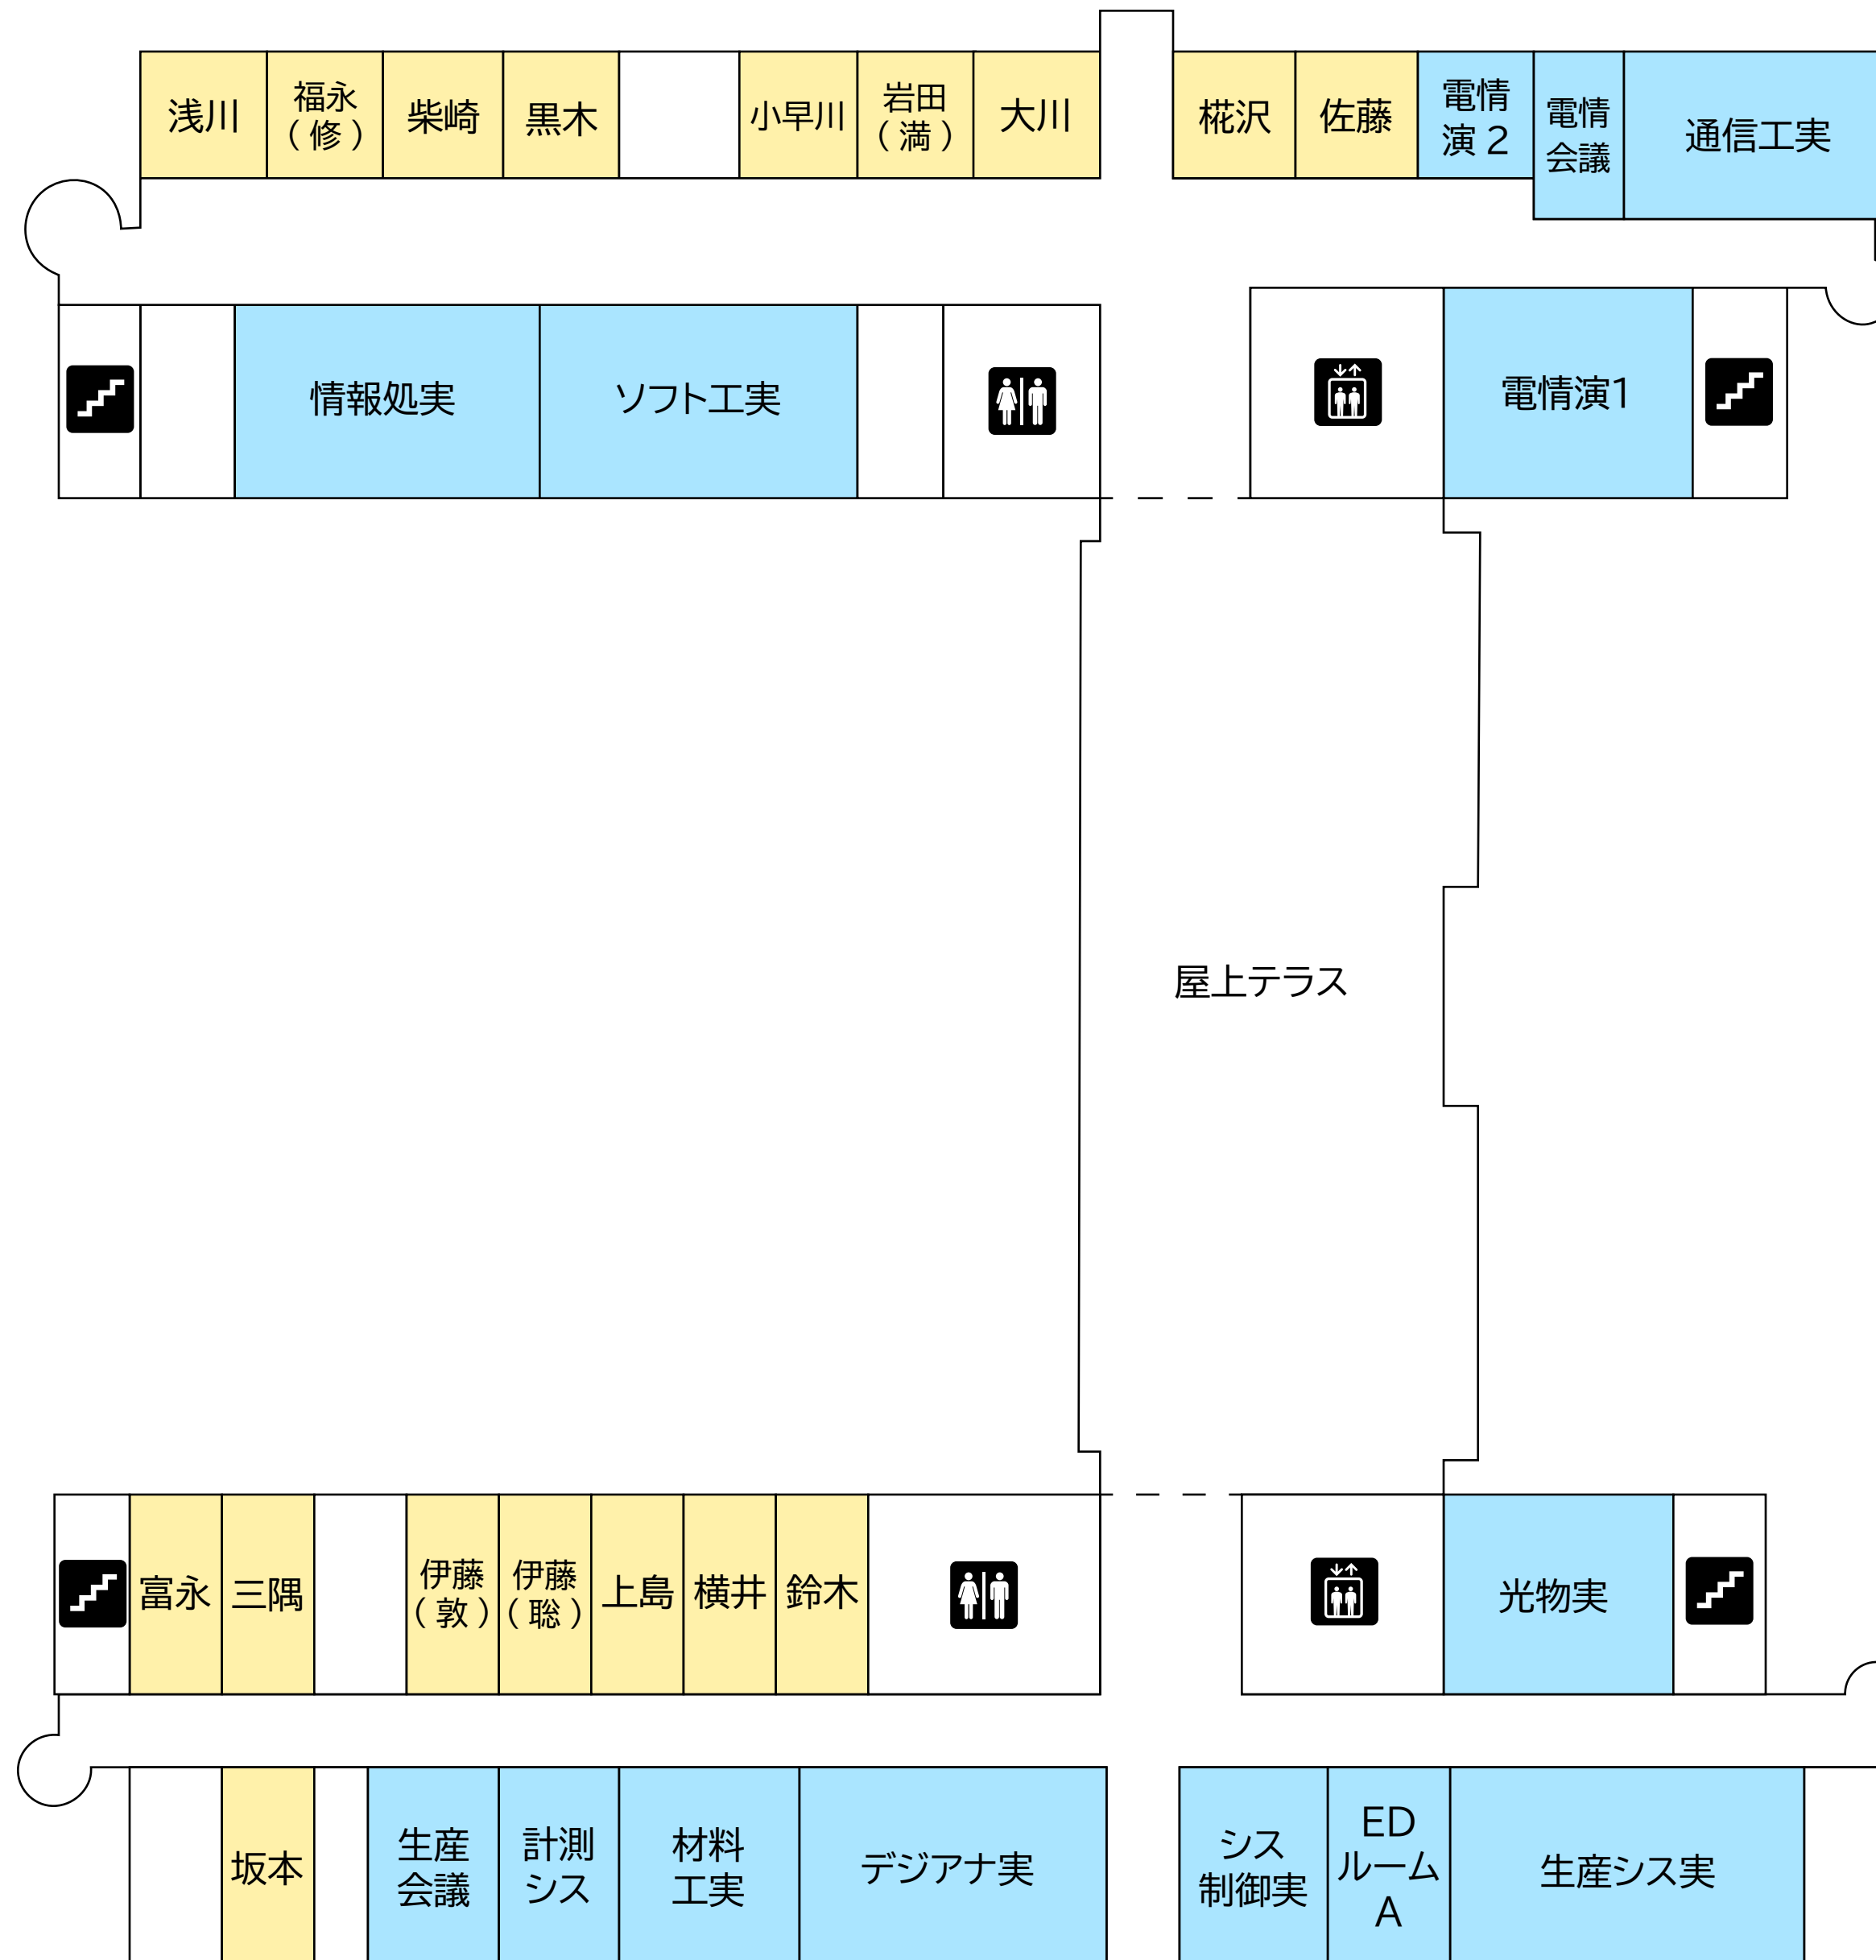 浅川
福永
(修)
柴崎
黒木
小早川
岩田
(満)
大川
椛沢
佐藤
電情
演2
電情
会議
通信工実
情報処実
ソフト工実
電情演1
屋上テラス
富永
三隅
伊藤
(敦)
伊藤
(聡)
上島
横井
鈴木
光物実
坂本
生産
会議
計測
シス
材料
工実
デジアナ実
シス
制御実
ED
ルーム
A
生産シス実